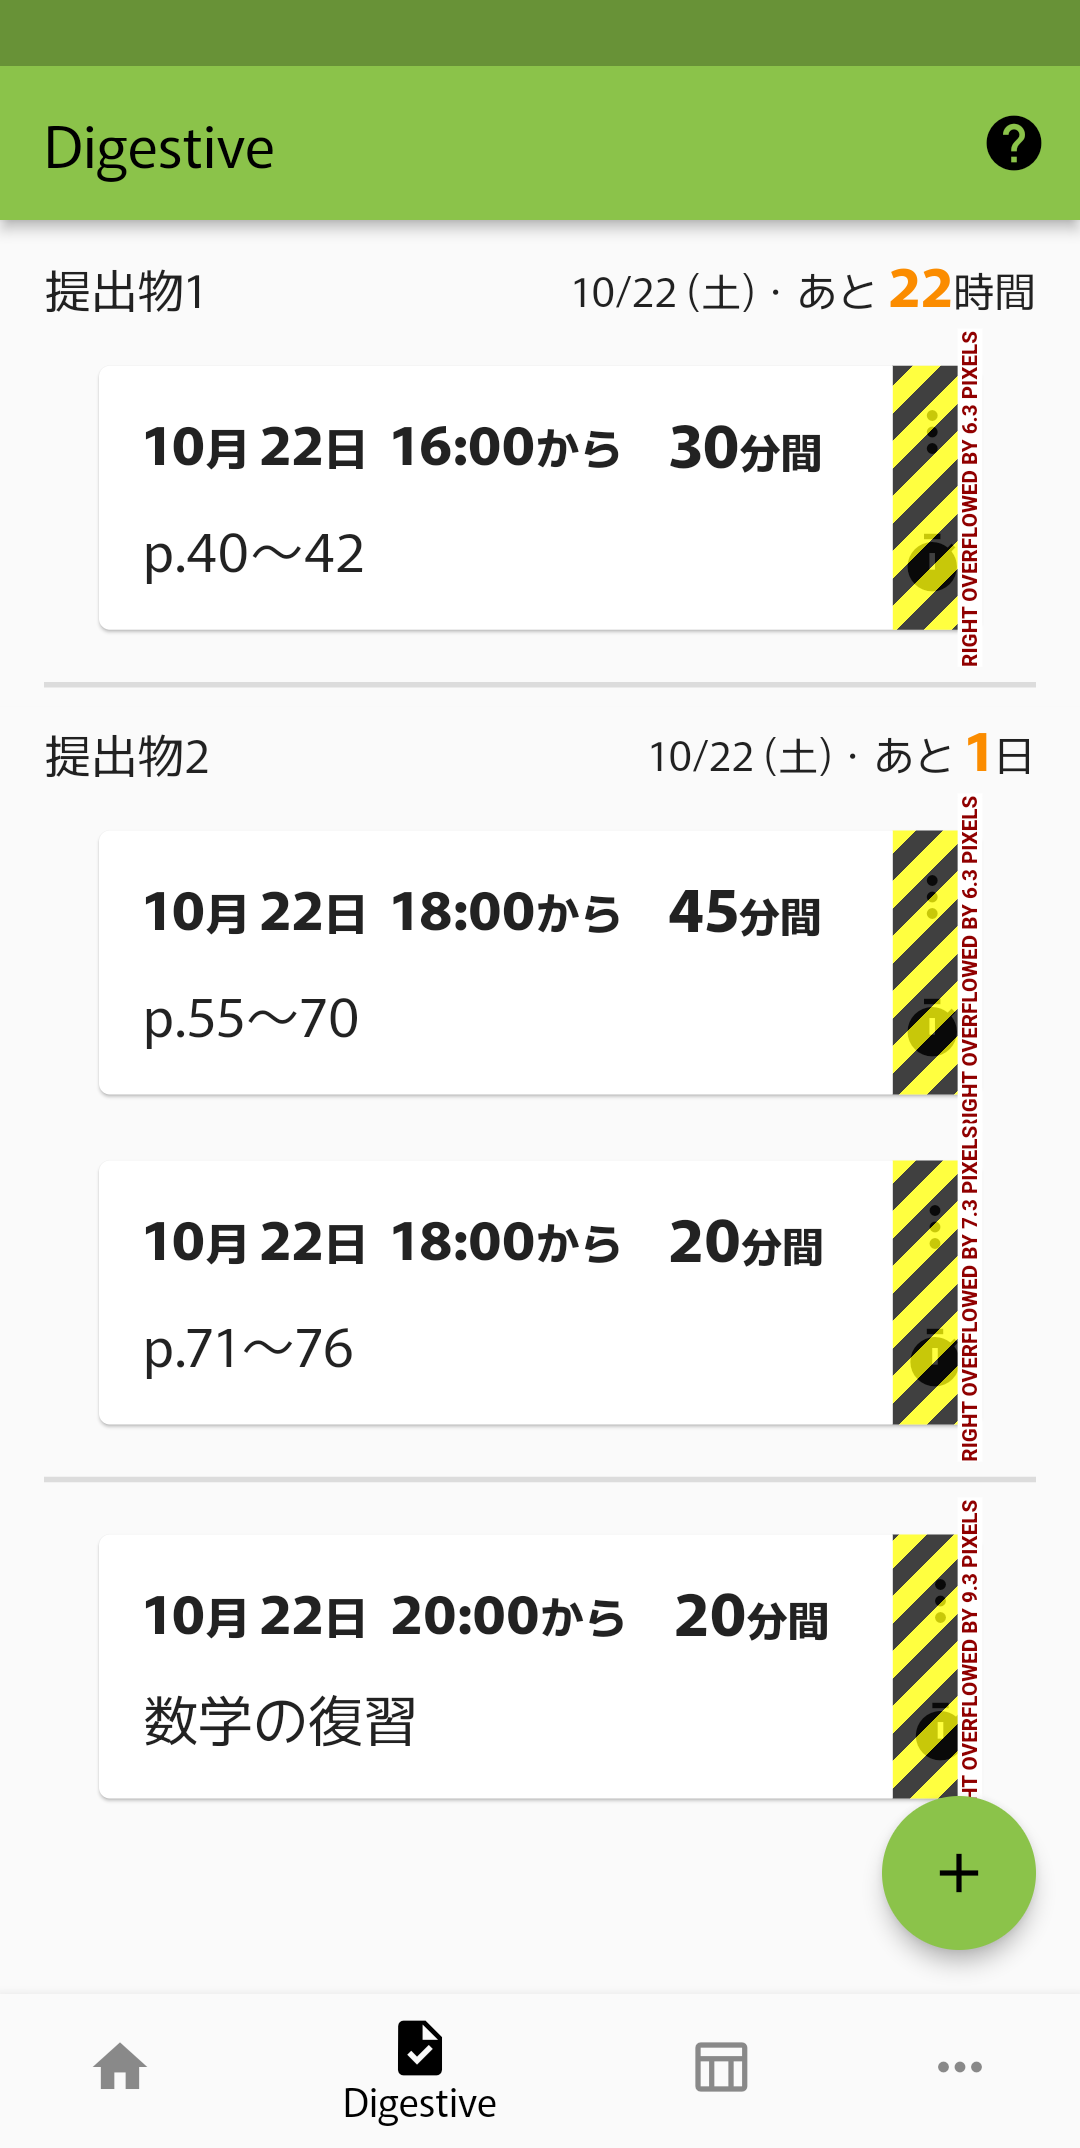 Digestive
提出物1 10/22 (土)・あと 22時間
10月 22日 16:00から 30分間
p.40〜42
RIGHT OVERFLOWED BY 6.3 PIXELS
提出物2 10/22 (土)・あと 1日
10月 22日 18:00から 45分間
p.55〜70
RIGHT OVERFLOWED BY 6.3 PIXELS
10月 22日 18:00から 20分間
p.71〜76
RIGHT OVERFLOWED BY 7.3 PIXELS
10月 22日 20:00から 20分間
数学の復習
HT OVERFLOWED BY 9.3 PIXELS
Digestive